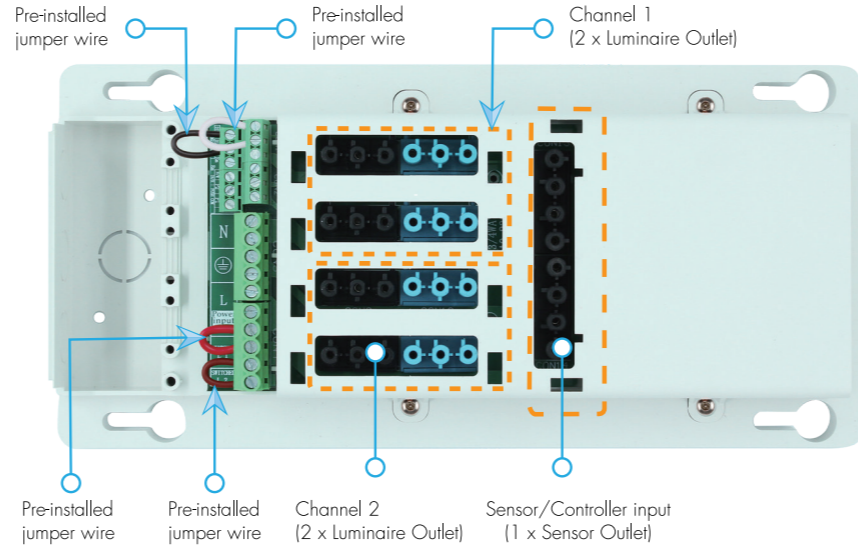 Pre-installed
jumper wire
Pre-installed
jumper wire
Channel 1
(2 x Luminaire Outlet)
N
L
Power
input
Pre-installed
jumper wire
Pre-installed
jumper wire
Channel 2
(2 x Luminaire Outlet)
Sensor/Controller input
(1 x Sensor Outlet)